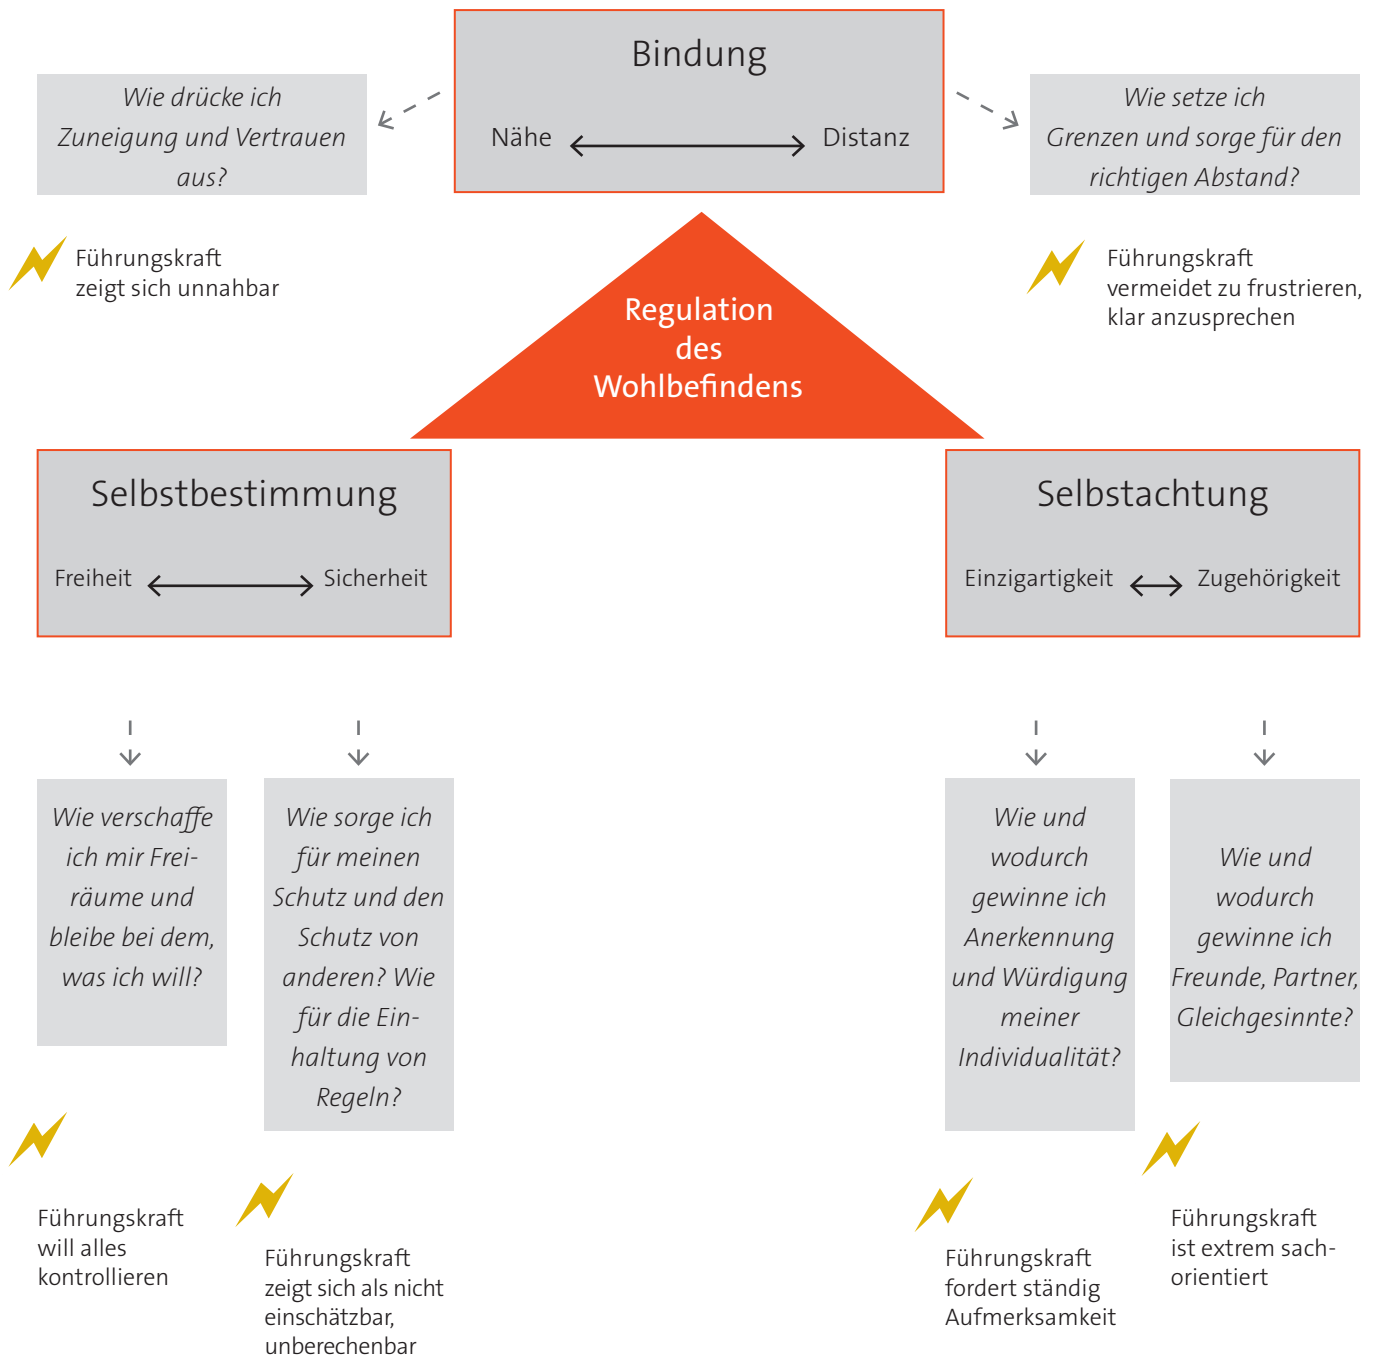 Bindung
Nähe
Distanz
Wie drücke ich
Zuneigung und Vertrauen
aus?
Wie setze ich
Grenzen und sorge für den
richtigen Abstand?
Führungskraft
zeigt sich unnahbar
Führungskraft
vermeidet zu frustrieren,
klar anzusprechen
Regulation
des
Wohlbefindens
Selbstbestimmung
Freiheit
Sicherheit
Selbstachtung
Einzigartigkeit
Zugehörigkeit
Wie verschaffe
ich mir Frei-
räume und
bleibe bei dem,
was ich will?
Wie sorge ich
für meinen
Schutz und den
Schutz von
anderen? Wie
für die Ein-
haltung von
Regeln?
Wie und
wodurch
gewinne ich
Anerkennung
und Würdigung
meiner
Individualität?
Wie und
wodurch
gewinne ich
Freunde, Partner,
Gleichgesinnte?
Führungskraft
will alles
kontrollieren
Führungskraft
zeigt sich als nicht
einschätzbar,
unberechenbar
Führungskraft
fordert ständig
Aufmerksamkeit
Führungskraft
ist extrem sach-
orientiert